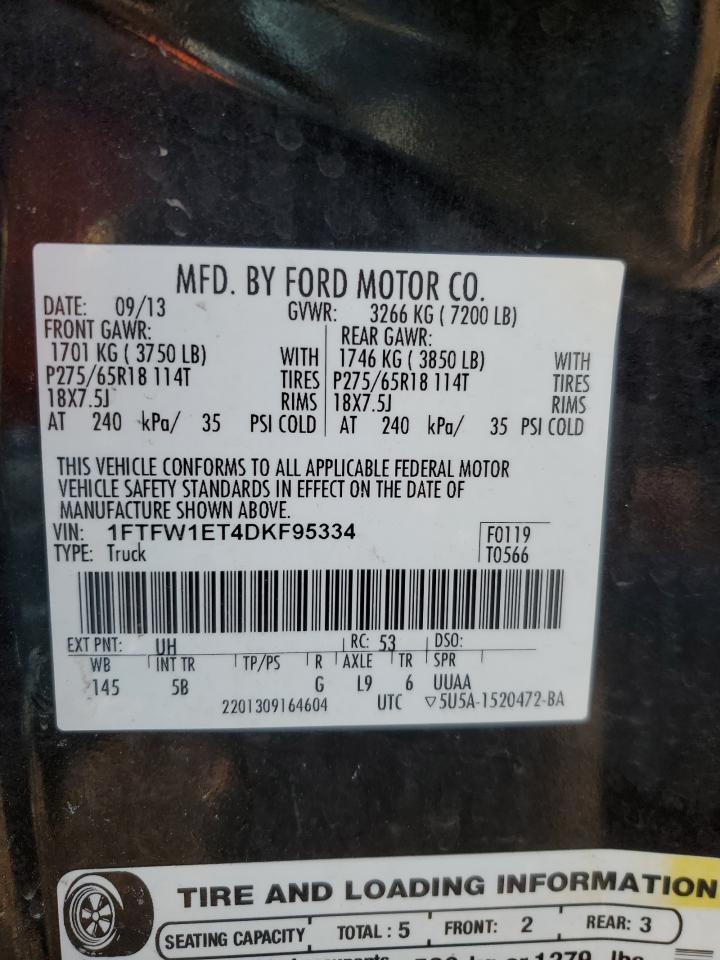 MFD. BY FORD MOTOR CO.
DATE: 09/13 GVWR: 3266 KG ( 7200 LB)
FRONT GAWR: REAR GAWR:
1701 KG ( 3750 LB) WITH 1746 KG ( 3850 LB) WITH
P275/65R18 114T TIRES P275/65R18 114T TIRES
18X7.5J RIMS 18X7.5J RIMS
AT 240 kPa/ 35 PSI COLD AT 240 kPa/ 35 PSI COLD
THIS VEHICLE CONFORMS TO ALL APPLICABLE FEDERAL MOTOR
VEHICLE SAFETY STANDARDS IN EFFECT ON THE DATE OF
MANUFACTURE SHOWN ABOVE.
VIN: 1FTFW1ET4DKF95334 F0119
TYPE: Truck T0566
EXT PNT: UH RC: 53 DSO:
WB INT TR TP/PS R AXLE TR SPR
145 5B G L9 6 UUAA
2201309164604 UTC ▽5U5A-1520472-BA
TIRE AND LOADING INFORMATION
SEATING CAPACITY TOTAL : 5 FRONT: 2 REAR: 3
kg or 1279 lbs